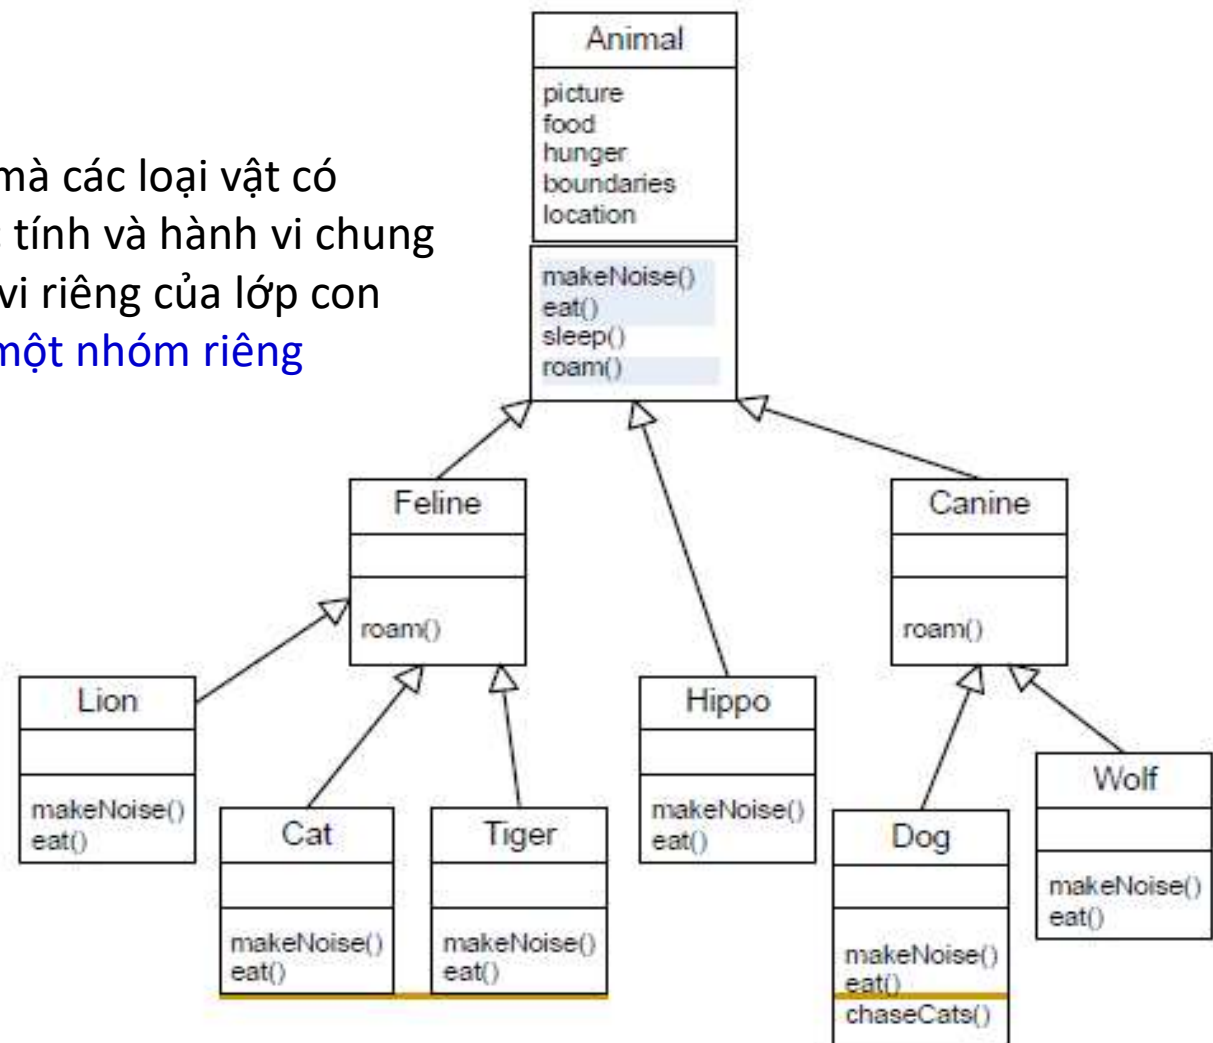 mà các loại vật có
tính và hành vi chung
vi riêng của lớp con
một nhóm riêng
Animal
picture
food
hunger
boundaries
location
makeNoise()
eat()
sleep()
roam()
Feline
roam()
Canine
roam()
Lion
makeNoise()
eat()
Cat
makeNoise()
eat()
Tiger
makeNoise()
eat()
Hippo
makeNoise()
eat()
Dog
makeNoise()
eat()
chaseCats()
Wolf
makeNoise()
eat()